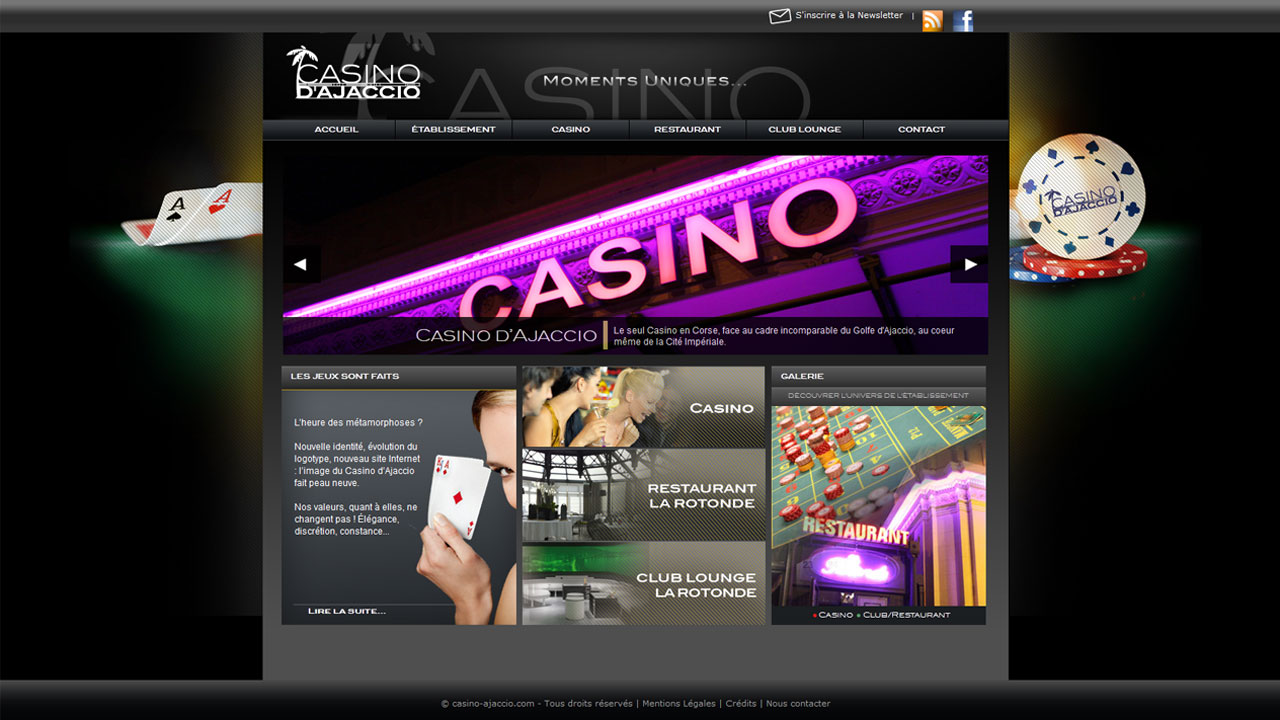 S'inscrire à la Newsletter |
CASINO
D'AJACCIO
CASINO
Moments Uniques...
ACCUEIL
ÉTABLISSEMENT
CASINO
RESTAURANT
CLUB LOUNGE
CONTACT
A A
CASINO
D'AJACCIO
CASINO
Casino d'Ajaccio
Le seul Casino en Corse, face au cadre incomparable du Golfe d'Ajaccio, au coeur
même de la Cité Impériale.
LES JEUX SONT FAITS
L'heure des métamorphoses ?
Nouvelle identité, évolution du
logotype, nouveau site Internet
: l'image du Casino d'Ajaccio
fait peau neuve.
Nos valeurs, quant à elles, ne
changent pas ! Élégance,
discrétion, constance...
Lire la suite...
Casino
RESTAURANT
LA ROTONDE
CLUB LOUNGE
LA ROTONDE
GALERIE
DÉCOUVRER L'UNIVERS DE L'ÉTABLISSEMENT
RESTAURANT
Casino Club/Restaurant
© casino-ajaccio.com - Tous droits réservés | Mentions Légales | Crédits | Nous contacter